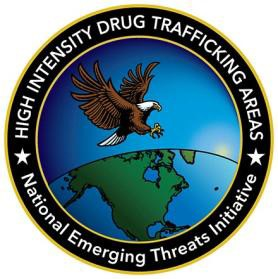 HIGH INTENSITY DRUG TRAFFICKING AREAS
National Emerging Threats Initiative